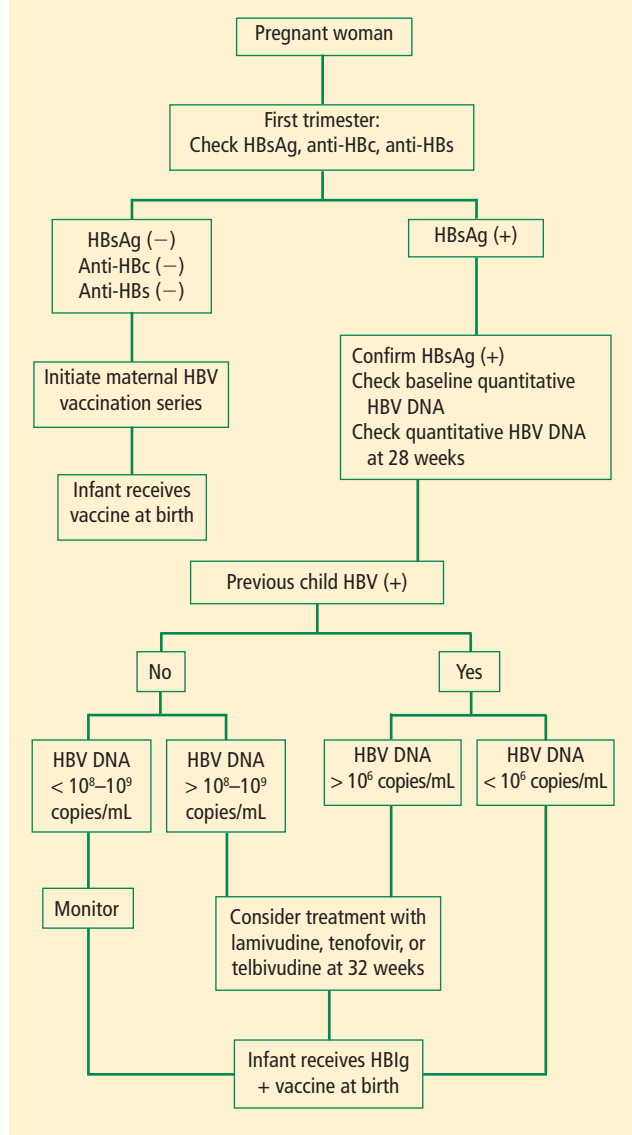 Pregnant woman
First trimester:
Check HBsAg, anti-HBc, anti-HBs
HBsAg (−)
Anti-HBc (−)
Anti-HBs (−)
HBsAg (+)
Initiate maternal HBV
vaccination series
Confirm HBsAg (+)
Check baseline quantitative
HBV DNA
Check quantitative HBV DNA
at 28 weeks
Infant receives
vaccine at birth
Previous child HBV (+)
No
Yes
HBV DNA
< 10⁸–10⁹
copies/mL
HBV DNA
> 10⁸–10⁹
copies/mL
HBV DNA
> 10⁶ copies/mL
HBV DNA
< 10⁶ copies/mL
Monitor
Consider treatment with
lamivudine, tenofovir, or
telbivudine at 32 weeks
Infant receives HBIg
+ vaccine at birth